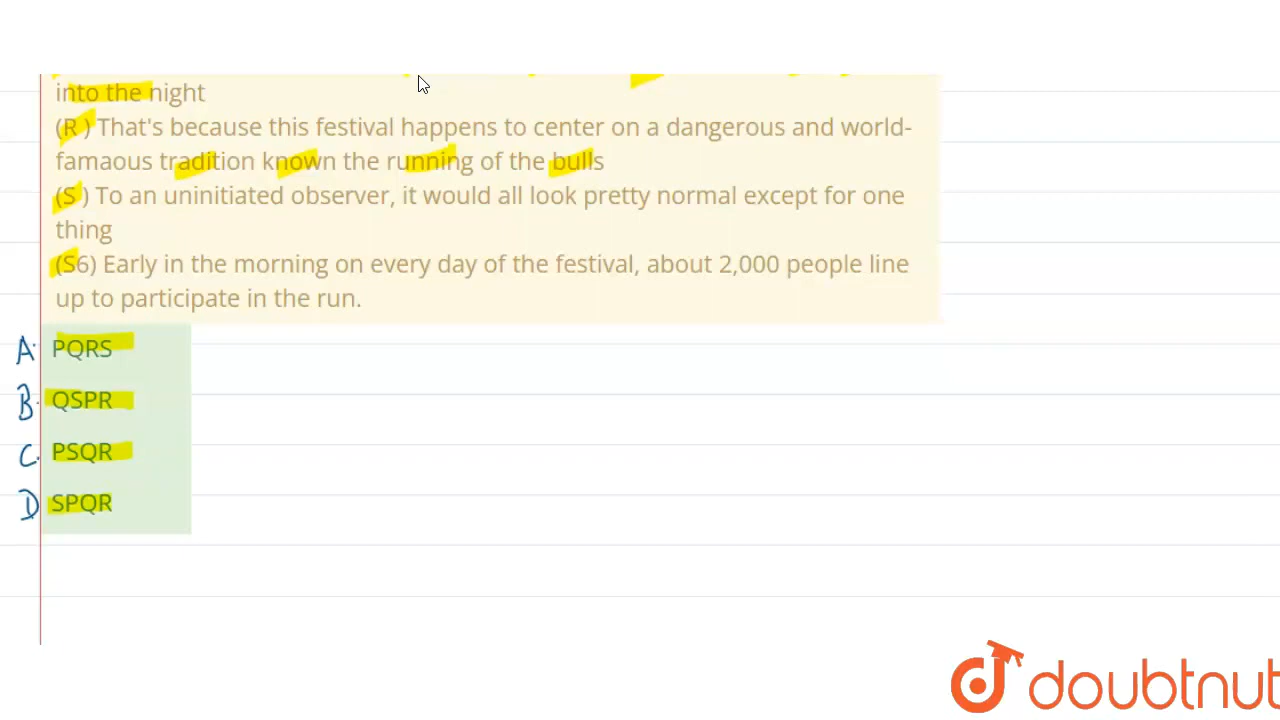 into the night
(R ) That's because this festival happens to center on a dangerous and world-
famaous tradition known the running of the bulls
(S ) To an uninitiated observer, it would all look pretty normal except for one
thing
(S6) Early in the morning on every day of the festival, about 2,000 people line
up to participate in the run.
A. PQRS
B. QSPR
C. PSQR
D SPQR
doubtnut